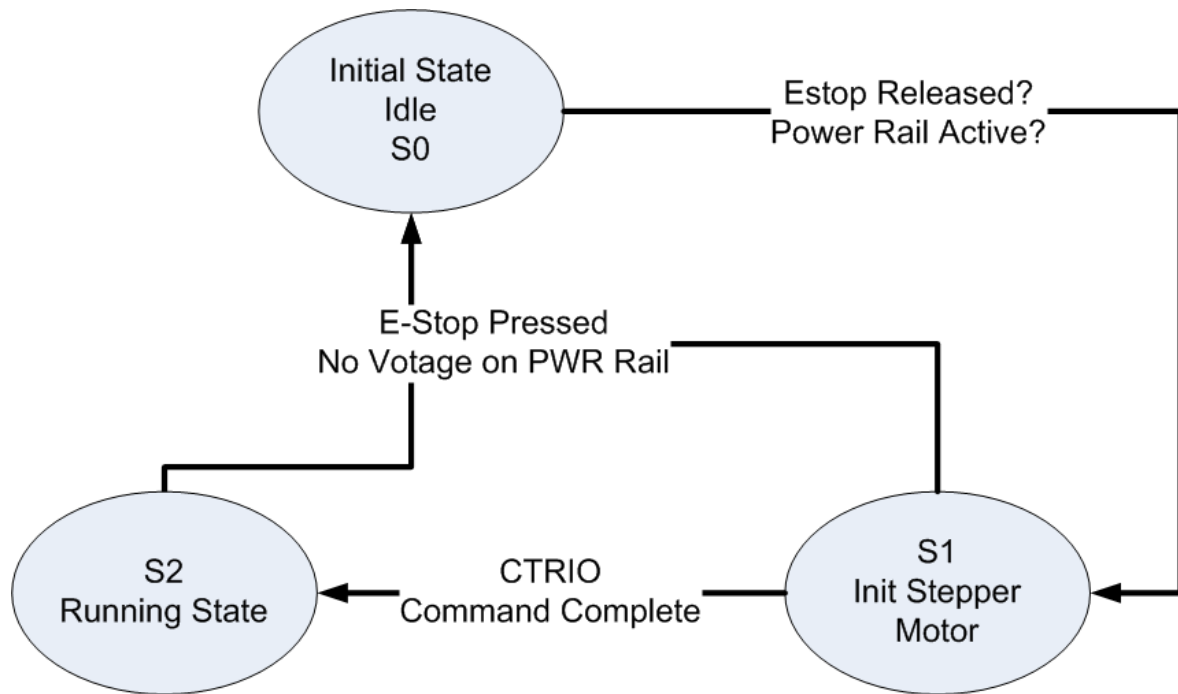 Initial State
Idle
S0
Estop Released?
Power Rail Active?
E-Stop Pressed
No Votage on PWR Rail
S2
Running State
CTRIO
Command Complete
S1
Init Stepper
Motor